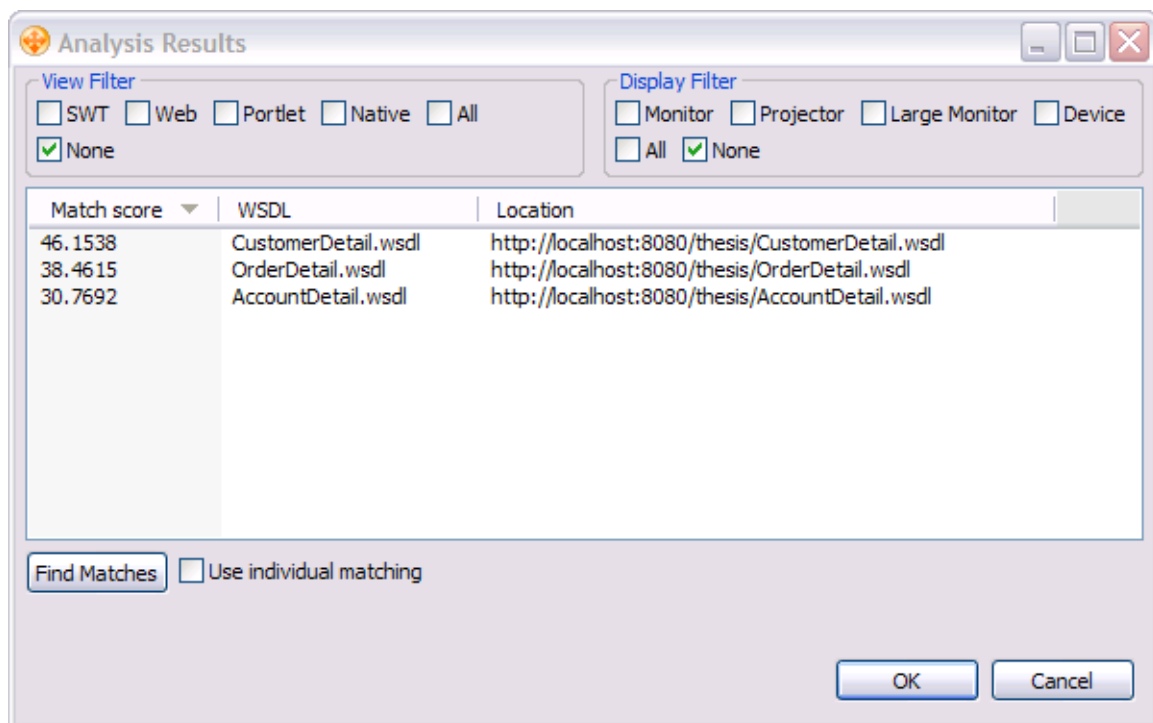 Analysis Results
View Filter
SWT Web Portlet Native All
None
Display Filter
Monitor Projector Large Monitor Device
All None
Match score WSDL Location
46.1538 CustomerDetail.wsdl http://localhost:8080/thesis/CustomerDetail.wsdl
38.4615 OrderDetail.wsdl http://localhost:8080/thesis/OrderDetail.wsdl
30.7692 AccountDetail.wsdl http://localhost:8080/thesis/AccountDetail.wsdl
Find Matches Use individual matching
OK Cancel